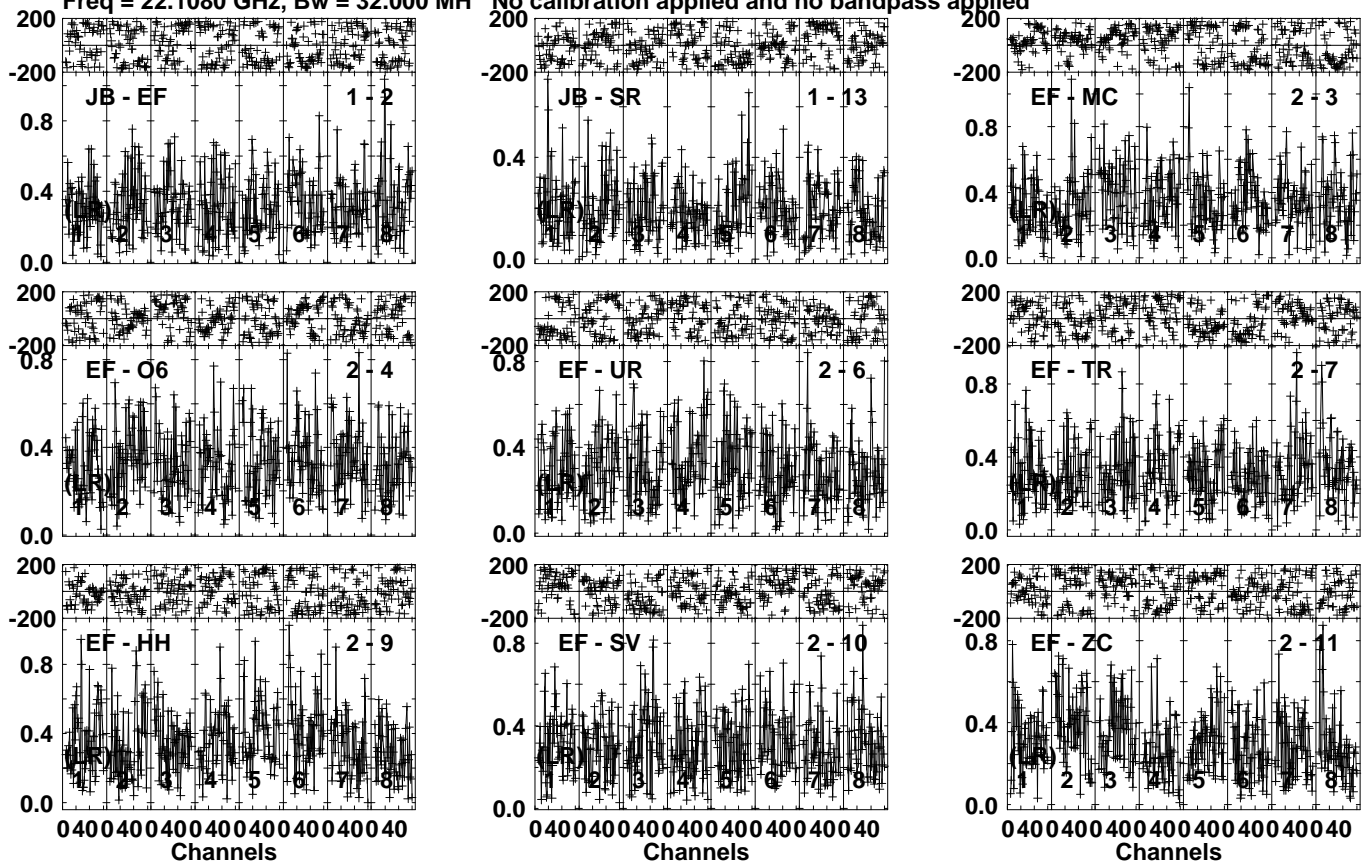 Freq = 22.1080 GHz, Bw = 32.000 MH No calibration applied and no bandpass applied
200
-200
JB - EF 1 - 2
0.8
0.4
0.0
(LR)
1 2 3 4 5 6 7 8
200
-200
JB - SR 1 - 13
0.4
0.0
(LR)
1 2 3 4 5 6 7 8
200
-200
EF - MC 2 - 3
0.8
0.4
0.0
(LR)
1 2 3 4 5 6 7 8
200
-200
0.8
EF - O6 2 - 4
0.4
0.0
(LR)
1 2 3 4 5 6 7 8
200
-200
0.8
EF - UR 2 - 6
0.4
0.0
(LR)
1 2 3 4 5 6 7 8
200
-200
EF - TR 2 - 7
0.8
0.4
0.0
(LR)
1 2 3 4 5 6 7 8
200
-200
EF - HH 2 - 9
0.8
0.4
0.0
(LR)
1 2 3 4 5 6 7 8
0 40 0 40 0 40 0 40 0 40 0 40 0 40 0 40
Channels
200
-200
EF - SV 2 - 10
0.8
0.4
0.0
(LR)
1 2 3 4 5 6 7 8
0 40 0 40 0 40 0 40 0 40 0 40 0 40 0 40
Channels
200
-200
EF - ZC 2 - 11
0.8
0.4
0.0
(LR)
1 2 3 4 5 6 7 8
0 40 0 40 0 40 0 40 0 40 0 40 0 40 0 40
Channels